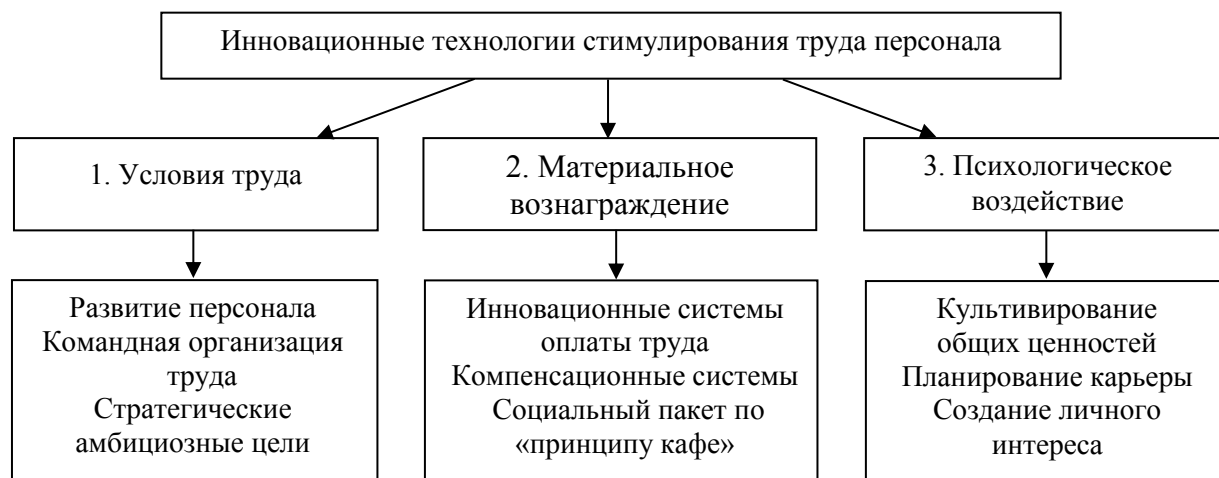 Инновационные технологии стимулирования труда персонала
1. Условия труда
2. Материальное
вознаграждение
3. Психологическое
воздействие
Развитие персонала
Командная организация
труда
Стратегические
амбициозные цели
Инновационные системы
оплаты труда
Компенсационные системы
Социальный пакет по
«принципу кафе»
Культивирование
общих ценностей
Планирование карьеры
Создание личного
интереса